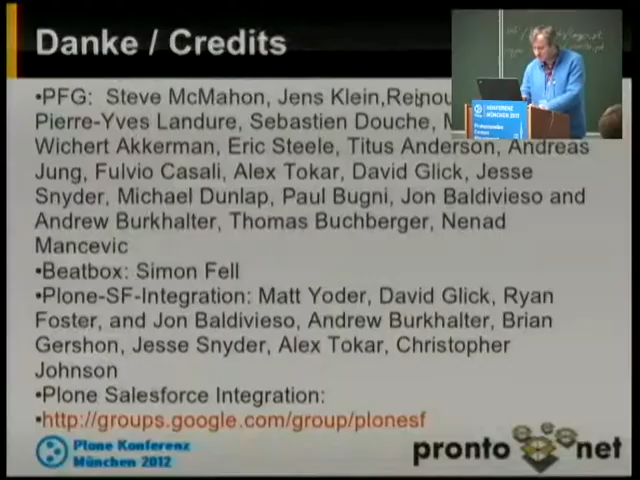 Danke / Credits
•PFG: Steve McMahon, Jens Klein,Reinou
Pierre-Yves Landure, Sebastien Douche, M
Wichert Akkerman, Eric Steele, Titus Anderson, Andreas
Jung, Fulvio Casali, Alex Tokar, David Glick, Jesse
Snyder, Michael Dunlap, Paul Bugni, Jon Baldivieso and
Andrew Burkhalter, Thomas Buchberger, Nenad
Mancevic
•Beatbox: Simon Fell
•Plone-SF-Integration: Matt Yoder, David Glick, Ryan
Foster, and Jon Baldivieso, Andrew Burkhalter, Brian
Gershon, Jesse Snyder, Alex Tokar, Christopher
Johnson
•Plone Salesforce Integration:
•http://groups.google.com/group/plonesf
Plone Konferenz
München 2012
pronto net
KONFERENZ
MÜNCHEN 2012